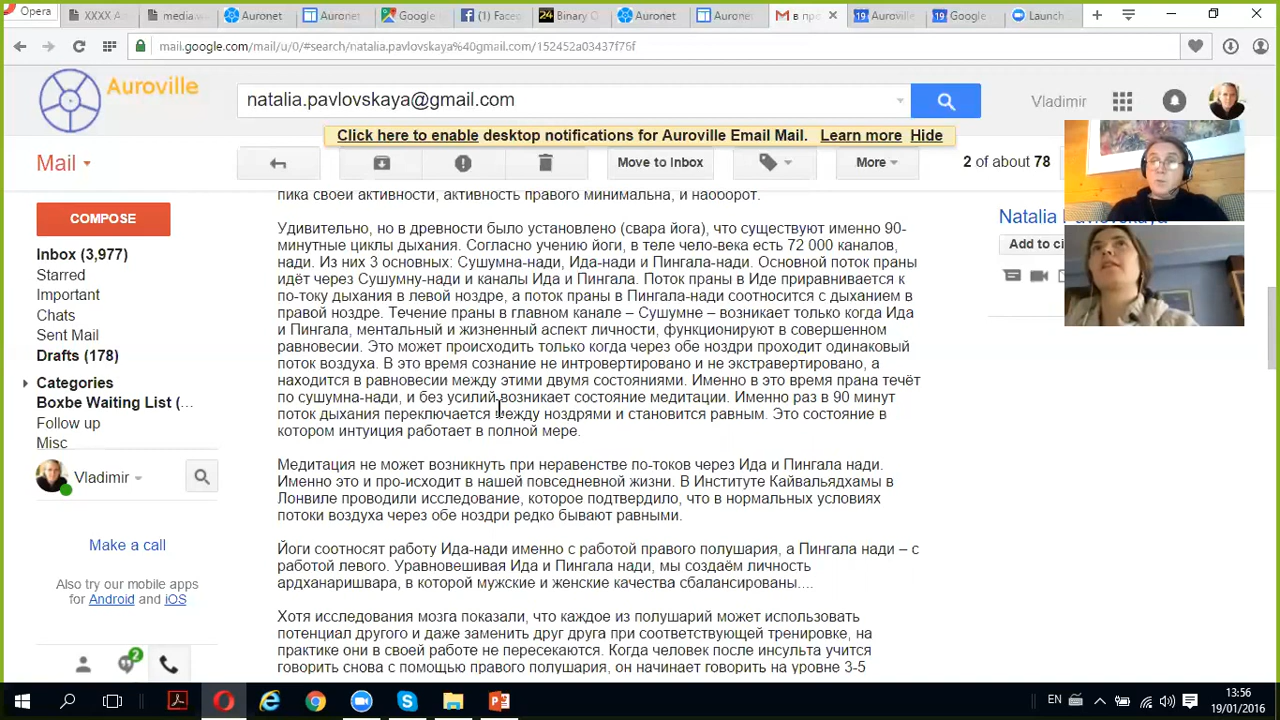 Opera
XXXX A
media.w
Auronet
Auronet
Google
(1) Faceb
Binary O
Auronet
Auronet
в про
Auroville
Google
Launch
mail.google.com/mail/u/0/#search/natalia.pavlovskaya%40gmail.com/152452a03437f76f
Auroville
natalia.pavlovskaya@gmail.com
Vladimir
Click here to enable desktop notifications for Auroville Email Mail. Learn more Hide
Mail
Move to Inbox
More
2 of about 78
COMPOSE
Inbox (3,977)
Starred
Important
Chats
Sent Mail
Drafts (178)
Categories
Boxbe Waiting List (...
Follow up
Misc
Vladimir
Make a call
Also try our mobile apps
for Android and iOS
2
пика своей активности, активность правого минимальна, и наоборот.
Удивительно, но в древности было установлено (свара йога), что существуют именно 90-
минутные циклы дыхания. Согласно учению йоги, в теле чело-века есть 72 000 каналов,
нади. Из них 3 основных: Сушумна-нади, Ида-нади и Пингала-нади. Основной поток праны
идёт через Сушумну-нади и каналы Ида и Пингала. Поток праны в Иде приравнивается к
по-току дыхания в левой ноздре, а поток праны в Пингала-нади соотносится с дыханием в
правой ноздре. Течение праны в главном канале – Сушумне – возникает только когда Ида
и Пингала, ментальный и жизненный аспект личности, функционируют в совершенном
равновесии. Это может происходить только когда через обе ноздри проходит одинаковый
поток воздуха. В это время сознание не интровертировано и не экстравертировано, а
находится в равновесии между этими двумя состояниями. Именно в это время прана течёт
по сушумна-нади, и без усилий возникает состояние медитации. Именно раз в 90 минут
поток дыхания переключается между ноздрями и становится равным. Это состояние в
котором интуиция работает в полной мере.
Медитация не может возникнуть при неравенстве по-токов через Ида и Пингала нади.
Именно это и про-исходит в нашей повседневной жизни. В Институте Кайвальядхамы в
Лонвиле проводили исследование, которое подтвердило, что в нормальных условиях
потоки воздуха через обе ноздри редко бывают равными.
Йоги соотносят работу Ида-нади именно с работой правого полушария, а Пингала нади – с
работой левого. Уравновешивая Ида и Пингала нади, мы создаём личность
ардханаришвара, в которой мужские и женские качества сбалансированы....
Хотя исследования мозга показали, что каждое из полушарий может использовать
потенциал другого и даже заменить друг друга при соответствующей тренировке, на
практике они в своей работе не пересекаются. Когда человек после инсульта учится
говорить снова с помощью правого полушария, он начинает говорить на уровне 3-5
Add to ci
EN
13:56
19/01/2016